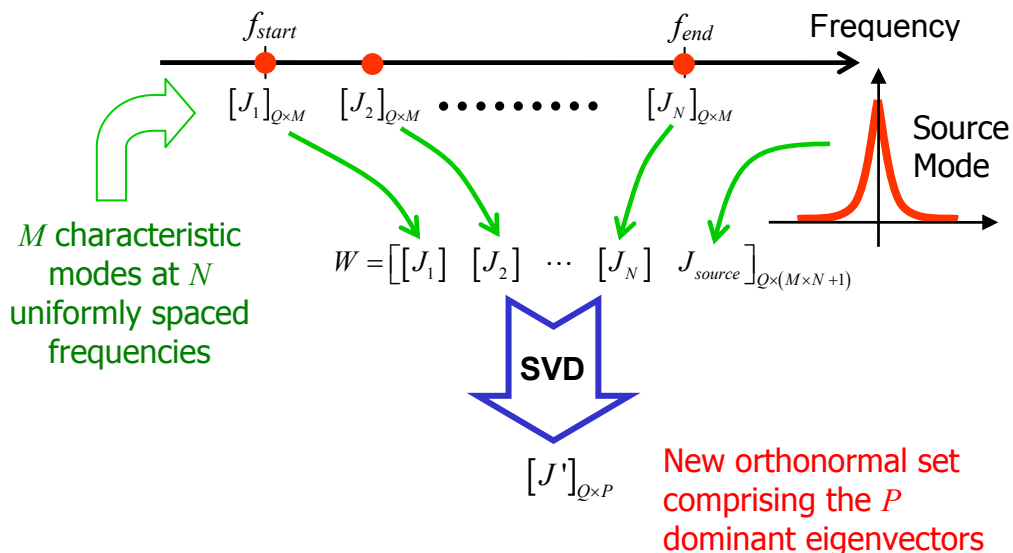 f_start f_end Frequency
[J_1]_{Q×M} [J_2]_{Q×M} ......... [J_N]_{Q×M}
Source
Mode
M characteristic
modes at N
uniformly spaced
frequencies
W = [[J_1] [J_2] ⋯ [J_N] J_source]_{Q×(M×N+1)}
SVD
[J']_{Q×P}
New orthonormal set
comprising the P
dominant eigenvectors